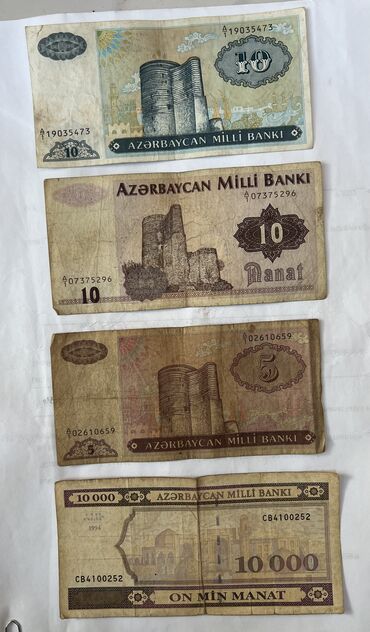 A/1 19035473
10
A/1 19035473
10
AZƏRBAYCAN MİLLİ BANKI
AZƏRBAYCAN MİLLİ BANKI
A/1 07375296
10
A/1 07375296
10
Manat
A/1 02610659
5
A/1 02610659
5
AZƏRBAYCAN MİLLİ BANKI
10 000
AZƏRBAYCAN MİLLİ BANKI
1994
CB4100252
10 000
CB4100252
ON MİN MANAT